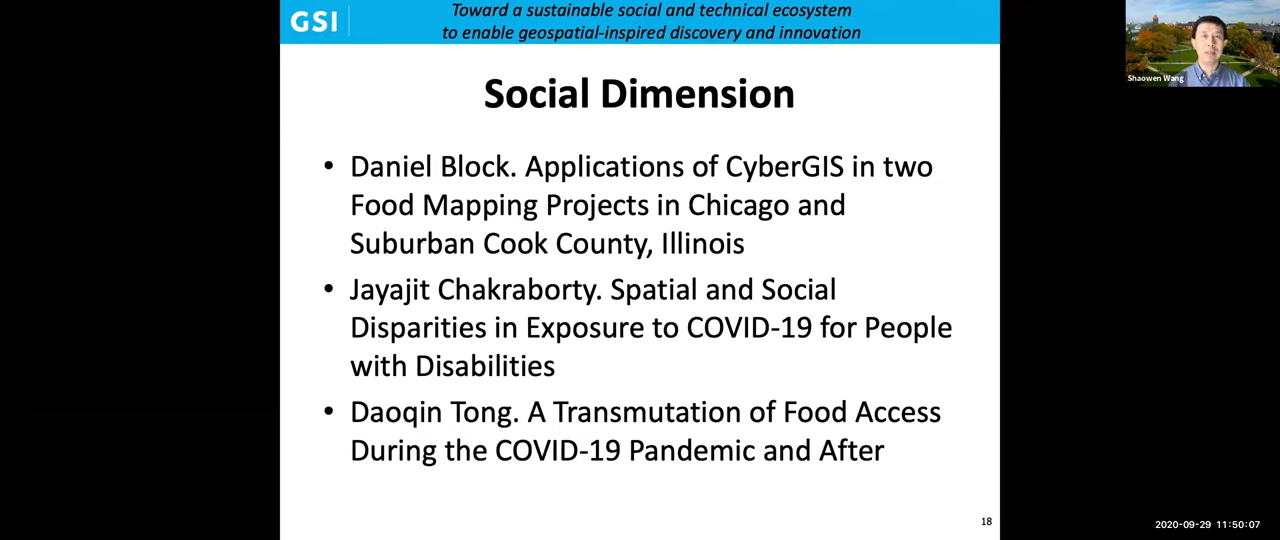 GSI
Toward a sustainable social and technical ecosystem
to enable geospatial-inspired discovery and innovation
Shaowen Wang
Social Dimension
• Daniel Block. Applications of CyberGIS in two
Food Mapping Projects in Chicago and
Suburban Cook County, Illinois
• Jayajit Chakraborty. Spatial and Social
Disparities in Exposure to COVID-19 for People
with Disabilities
• Daoqin Tong. A Transmutation of Food Access
During the COVID-19 Pandemic and After
18
2020-09-29 11:50:07